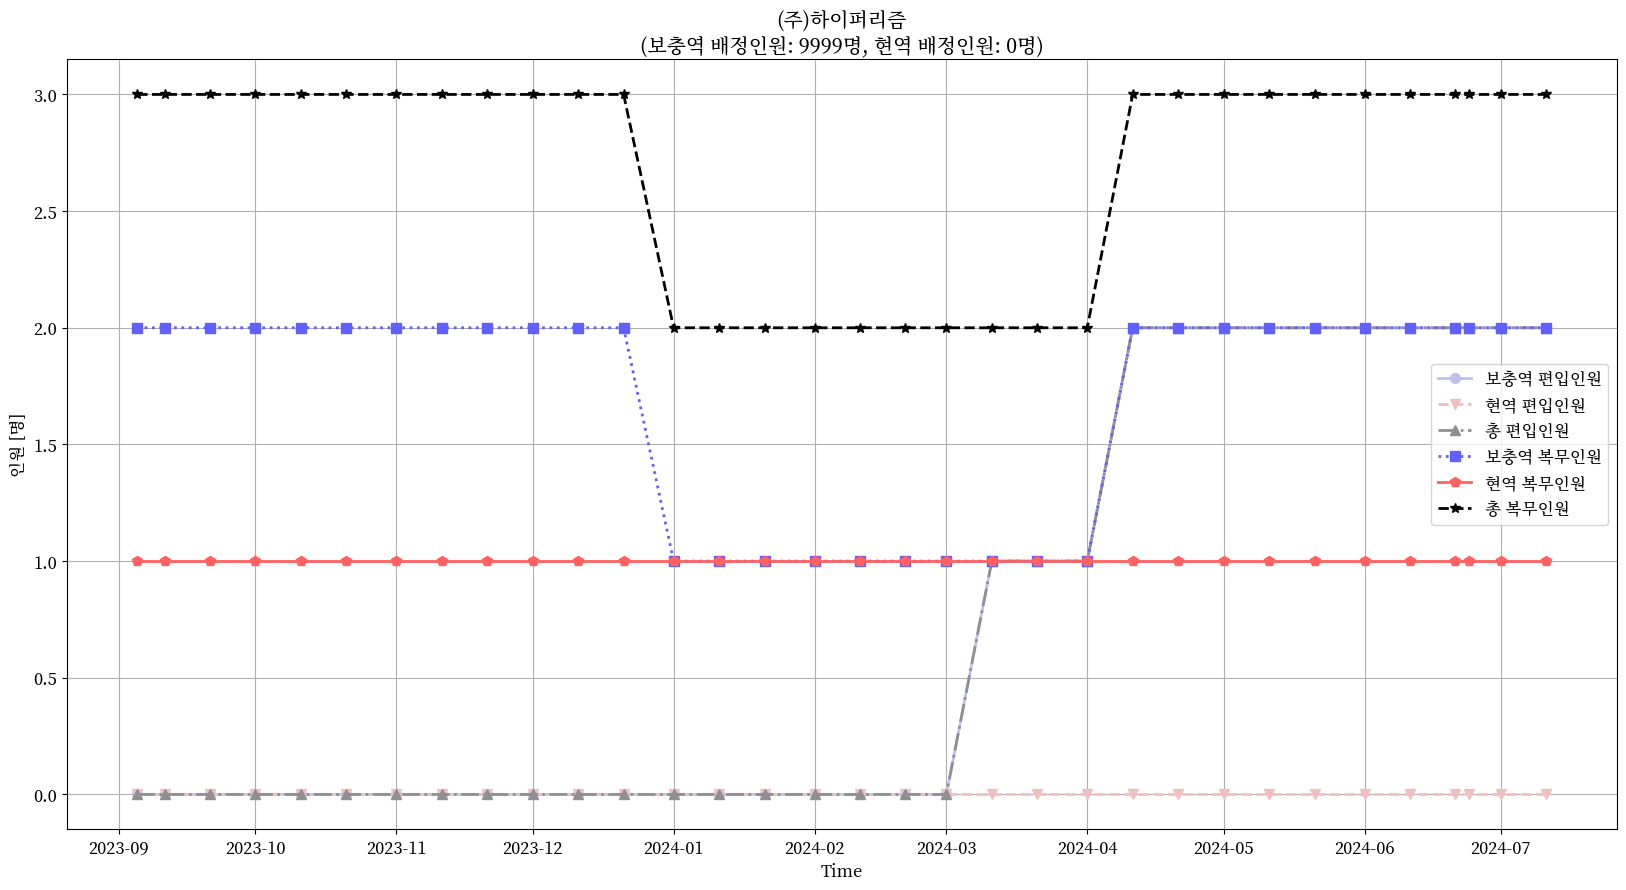 (주)하이퍼리즘
(보충역 배정인원: 9999명, 현역 배정인원: 0명)
3.0
2.5
2.0
1.5
1.0
0.5
0.0
인원 [명]
보충역 편입인원
현역 편입인원
총 편입인원
보충역 복무인원
현역 복무인원
총 복무인원
2023-09 2023-10 2023-11 2023-12 2024-01 2024-02 2024-03 2024-04 2024-05 2024-06 2024-07
Time